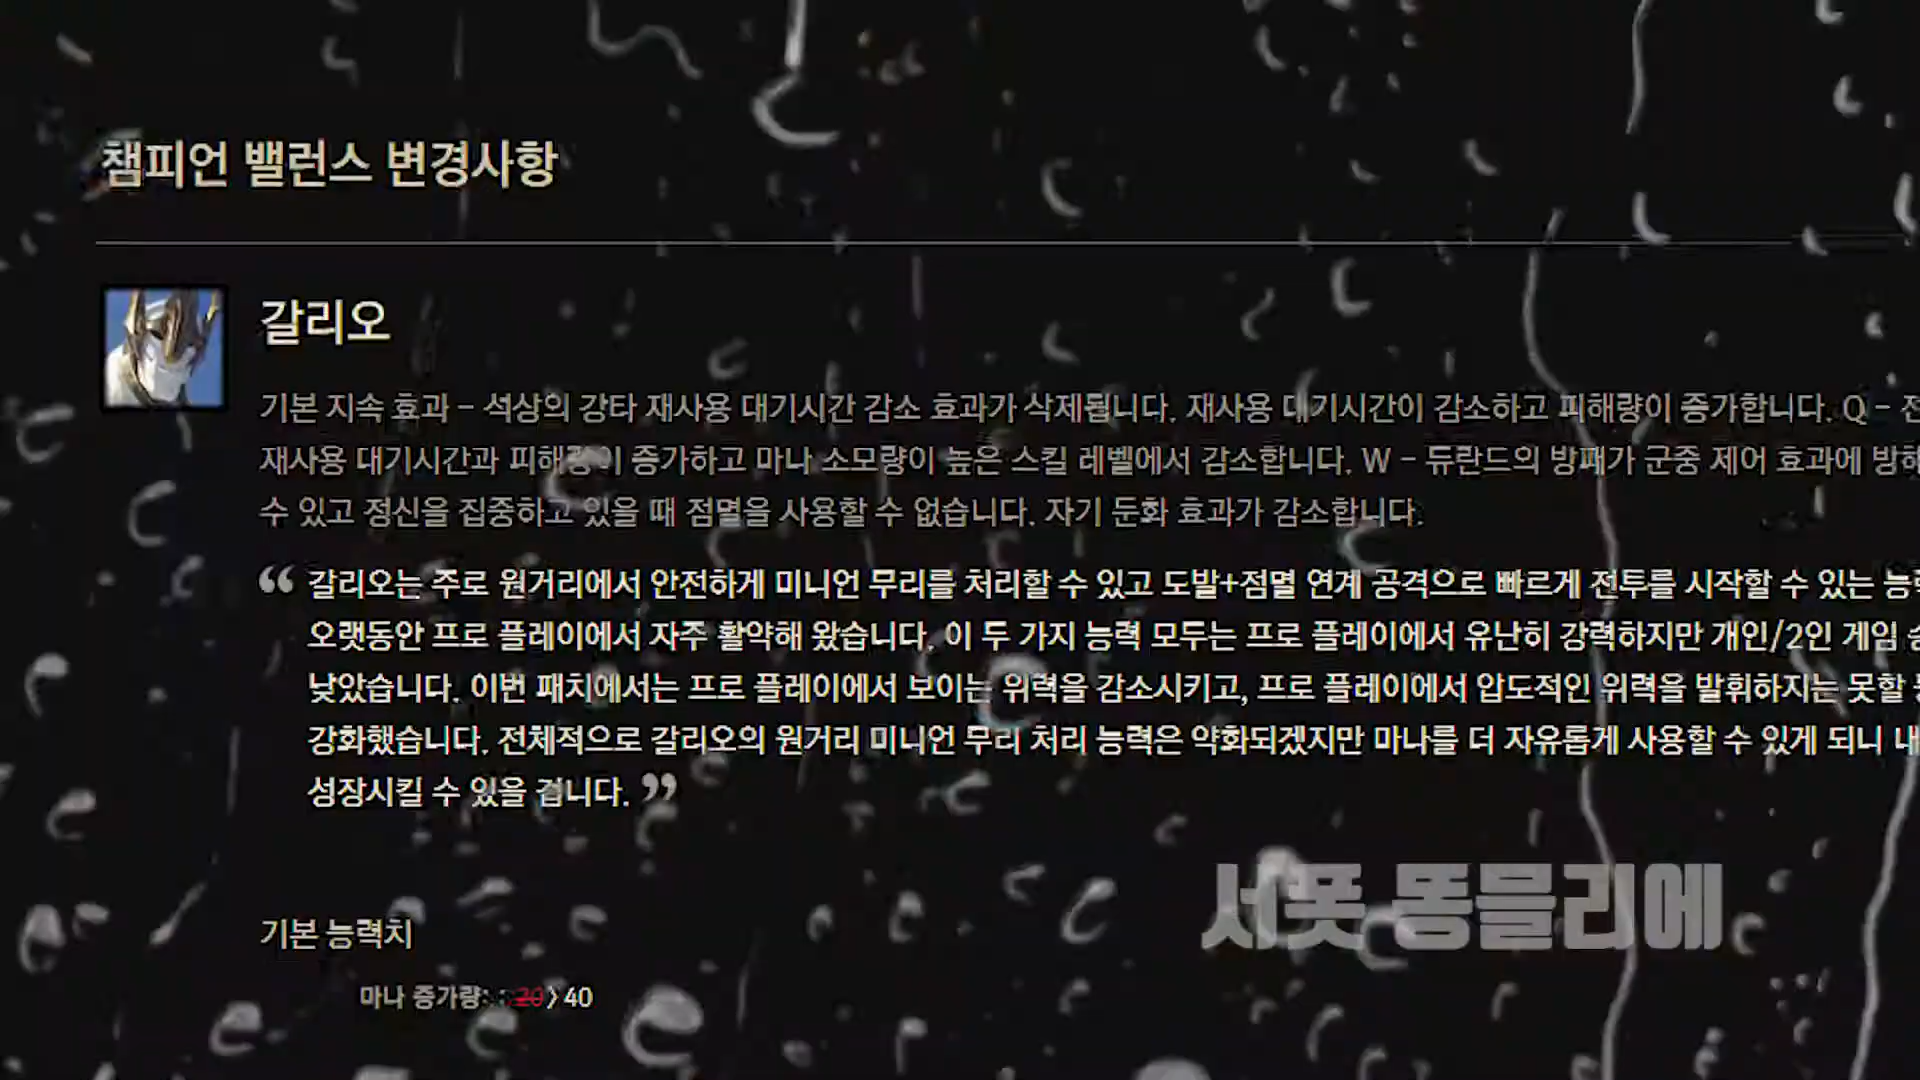 챔피언 밸런스 변경사항
갈리오
기본 지속 효과 – 석상의 강타 재사용 대기시간 감소 효과가 삭제됩니다. 재사용 대기시간이 감소하고 피해량이 증가합니다. Q –
재사용 대기시간과 피해량이 증가하고 마나 소모량이 높은 스킬 레벨에서 감소합니다. W – 듀란드의 방패가 군중 제어 효과에
수 있고 정신을 집중하고 있을 때 점멸을 사용할 수 없습니다. 자기 둔화 효과가 감소합니다.
“ 갈리오는 주로 원거리에서 안전하게 미니언 무리를 처리할 수 있고 도발+점멸 연계 공격으로 빠르게 전투를 시작할 수 있는
오랫동안 프로 플레이에서 자주 활약해 왔습니다. 이 두 가지 능력 모두는 프로 플레이에서 유난히 강력하지만 개인/2인 게임
낮았습니다. 이번 패치에서는 프로 플레이에서 보이는 위력을 감소시키고, 프로 플레이에서 압도적인 위력을 발휘하지는 못할
강화했습니다. 전체적으로 갈리오의 원거리 미니언 무리 처리 능력은 약화되겠지만 마나를 더 자유롭게 사용할 수 있게 되니
성장시킬 수 있을 겁니다. ”
서폿 똥믈리에
기본 능력치
마나 증가량: 20 > 40